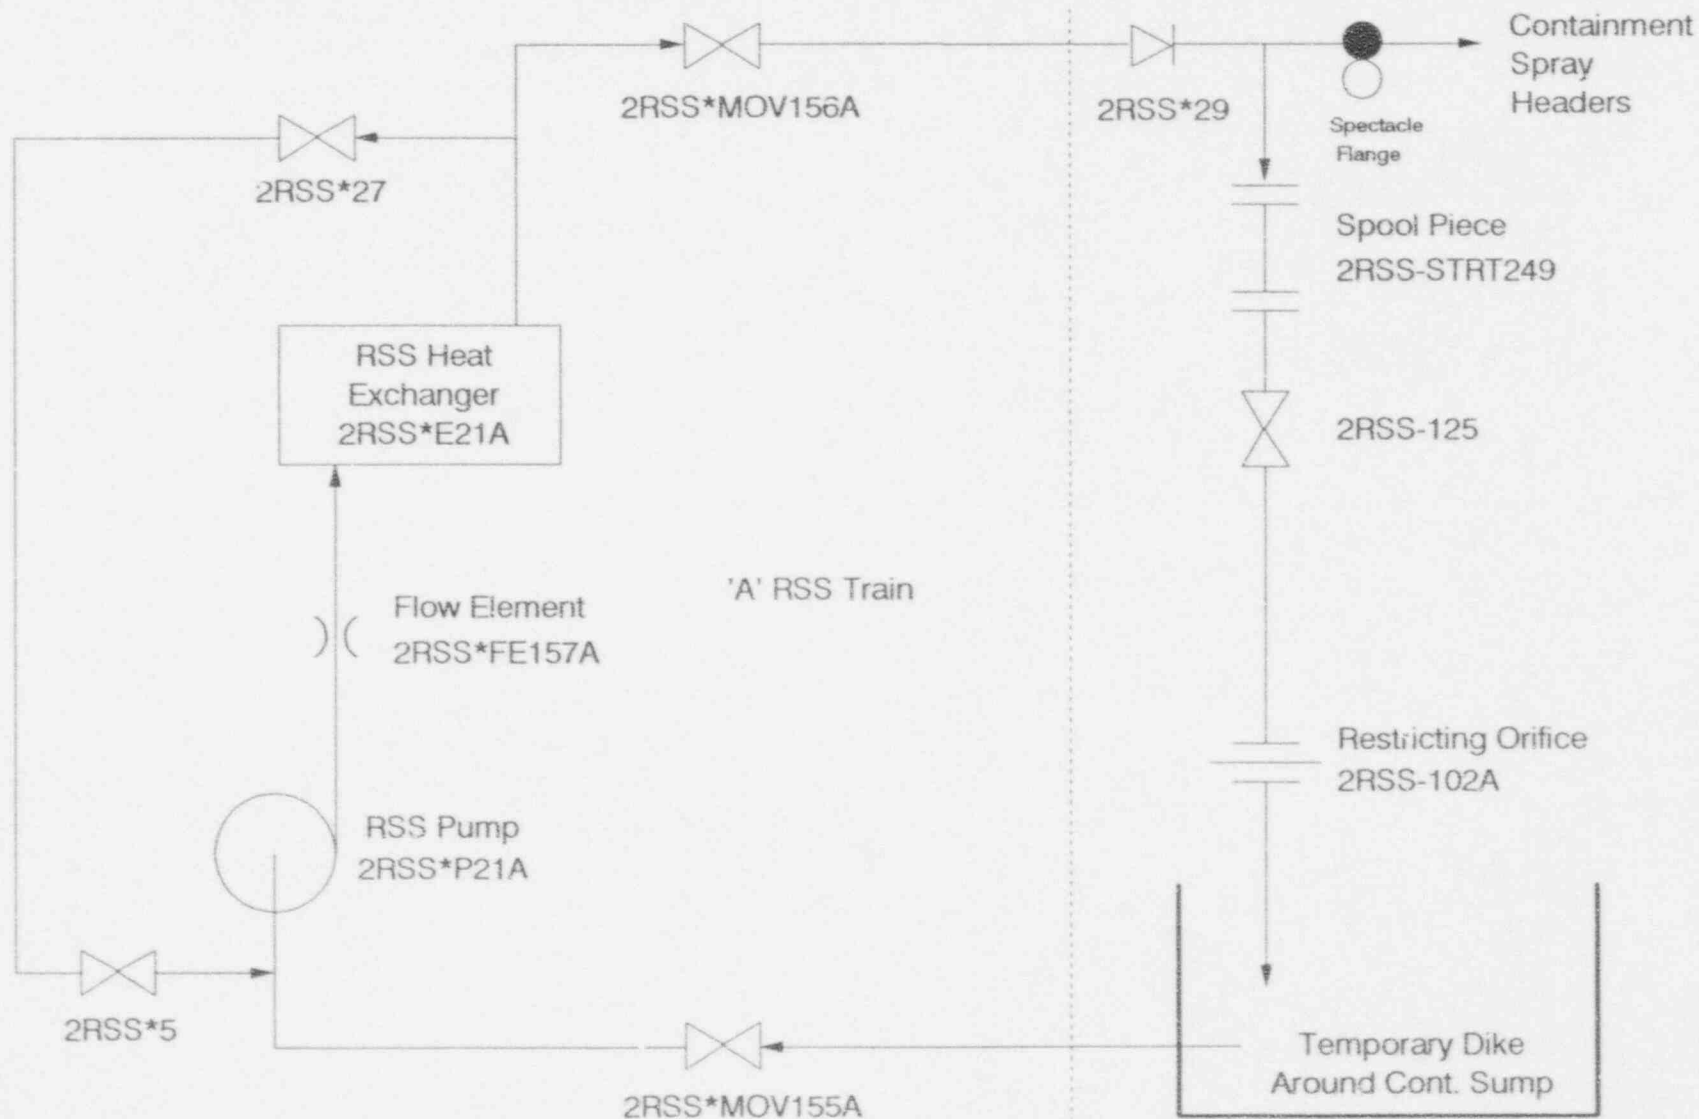 Containment
Spray
Headers
2RSS*MOV156A
2RSS*29
Spectacle
Flange
2RSS*27
Spool Piece
2RSS-STRT249
RSS Heat
Exchanger
2RSS*E21A
2RSS-125
'A' RSS Train
Flow Element
2RSS*FE157A
Restricting Orifice
2RSS-102A
RSS Pump
2RSS*P21A
2RSS*5
Temporary Dike
Around Cont. Sump
2RSS*MOV155A